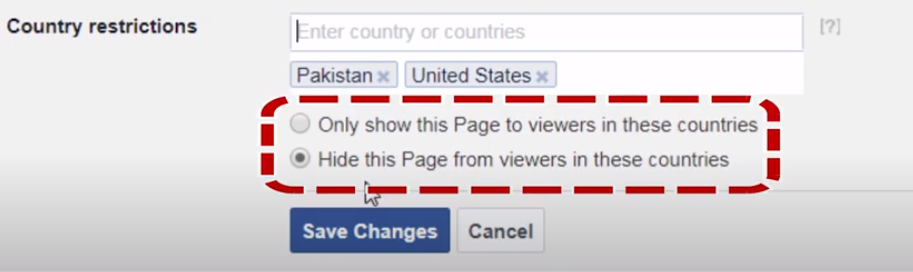 Country restrictions
Enter country or countries
[?]
Pakistan ×
United States ×
Only show this Page to viewers in these countries
Hide this Page from viewers in these countries
Save Changes
Cancel